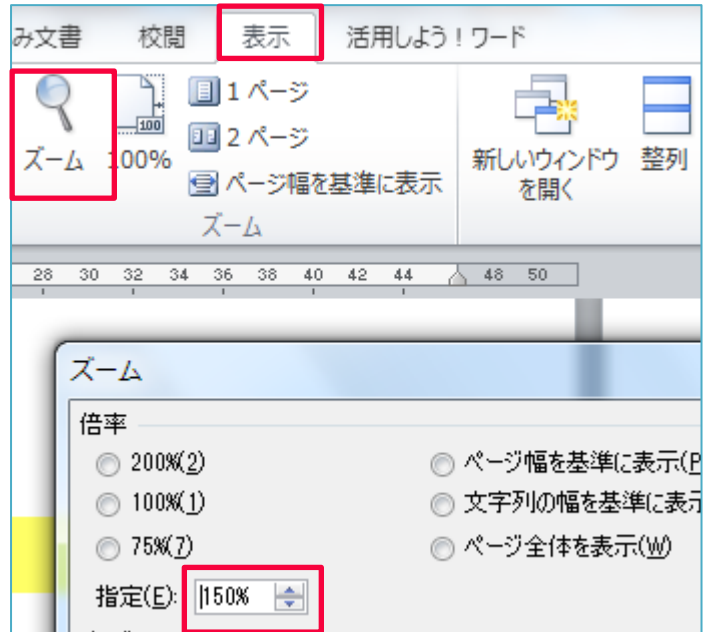 み文書 校閲 表示 活用しよう!ワード
ズーム
100
100%
1 ページ
2 ページ
ページ幅を基準に表示
ズーム
新しいウィンドウ
を開く
整列
28 30 32 34 36 38 40 42 44 48 50
ズーム
倍率
200%(2) ページ幅を基準に表示(P
100%(1) 文字列の幅を基準に表示
75%(7) ページ全体を表示(W)
指定(E): 150%